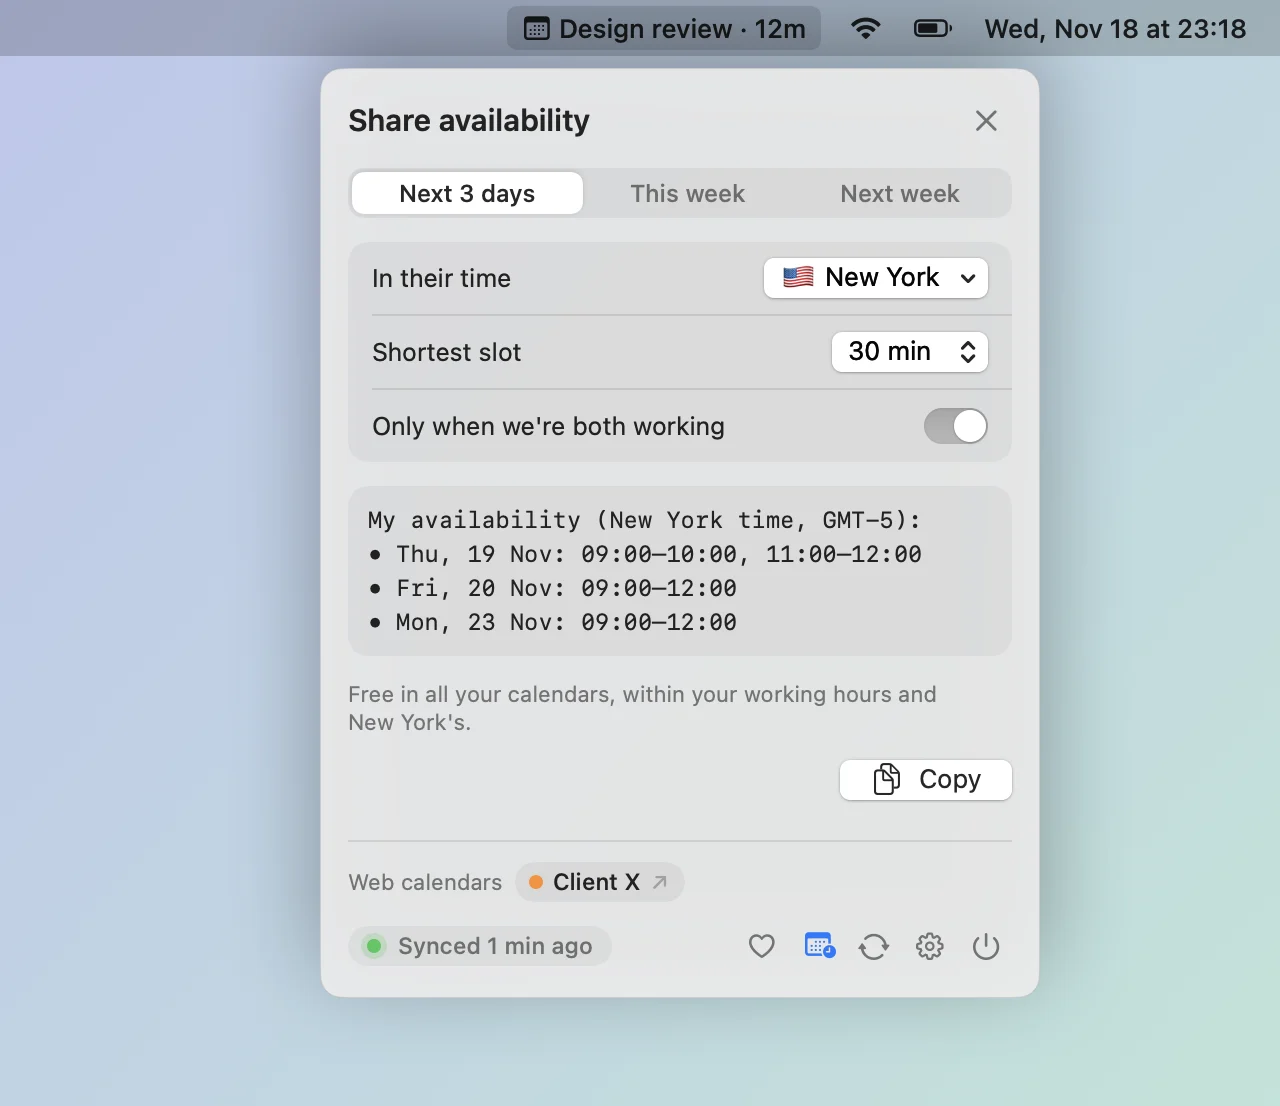 Design review · 12m
Wed, Nov 18 at 23:18
Share availability
Next 3 days
This week
Next week
In their time
New York
Shortest slot
30 min
Only when we're both working
My availability (New York time, GMT−5):
• Thu, 19 Nov: 09:00–10:00, 11:00–12:00
• Fri, 20 Nov: 09:00–12:00
• Mon, 23 Nov: 09:00–12:00
Free in all your calendars, within your working hours and
New York's.
Copy
Web calendars
Client X
Synced 1 min ago